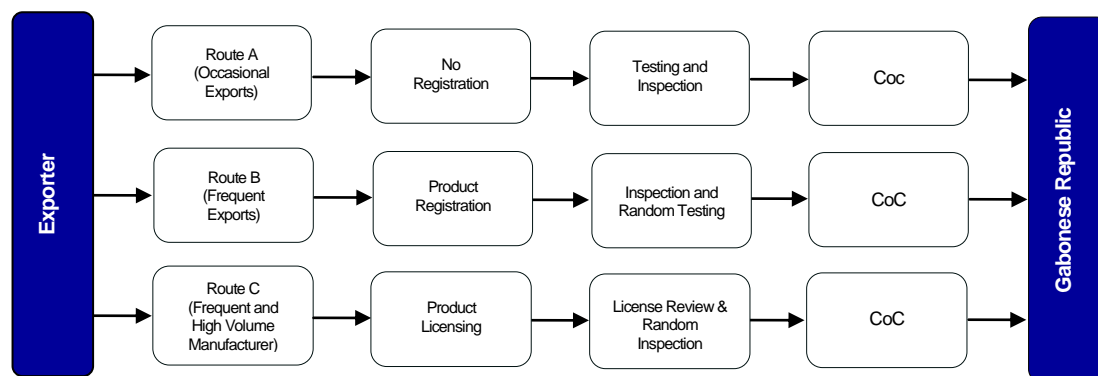 Exporter
Route A
(Occasional
Exports)
No
Registration
Testing and
Inspection
Coc
Route B
(Frequent
Exports)
Product
Registration
Inspection and
Random Testing
CoC
Route C
(Frequent and
High Volume
Manufacturer)
Product
Licensing
License Review &
Random
Inspection
CoC
Gabonese Republic